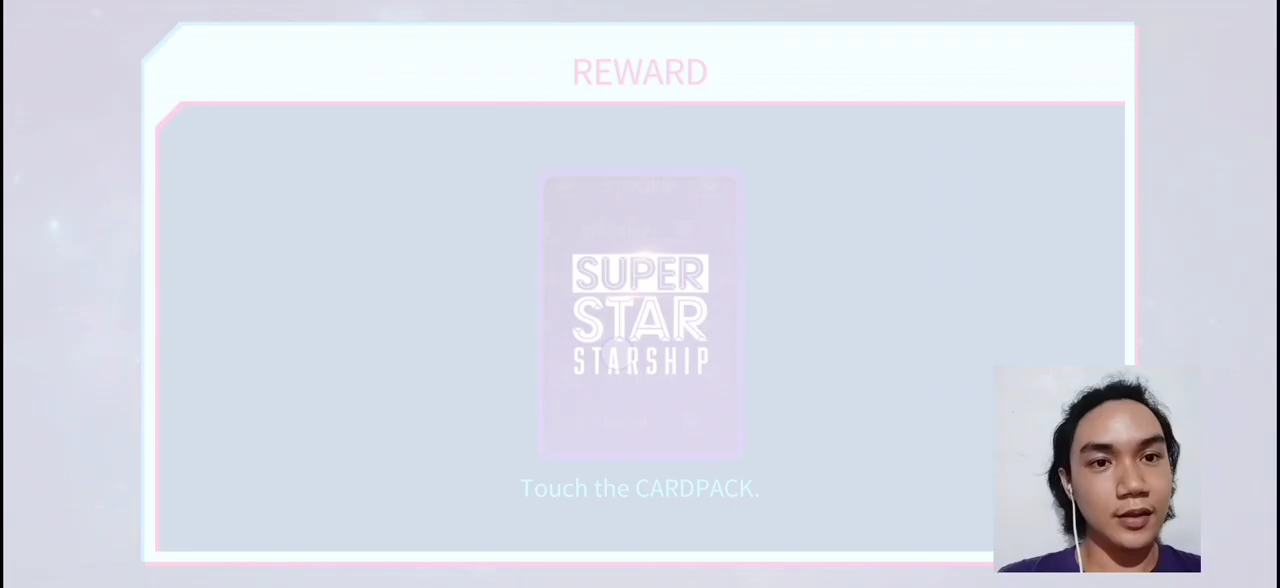 REWARD
SUPER
STAR
STARSHIP
Touch the CARDPACK.